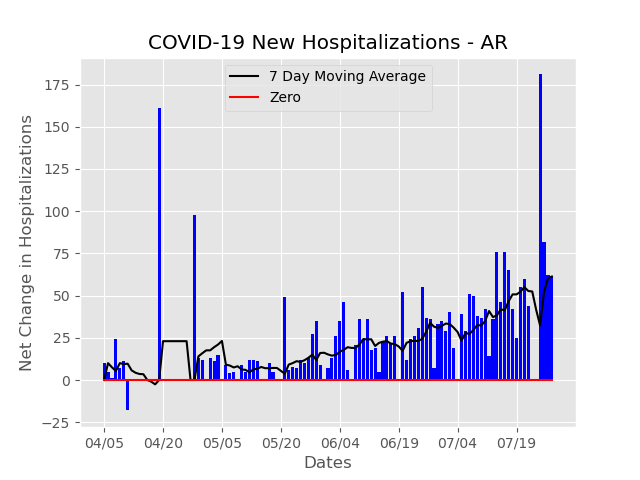 COVID-19 New Hospitalizations - AR
7 Day Moving Average
Zero
Net Change in Hospitalizations
175
150
125
100
75
50
25
0
−25
04/05 04/20 05/05 05/20 06/04 06/19 07/04 07/19
Dates